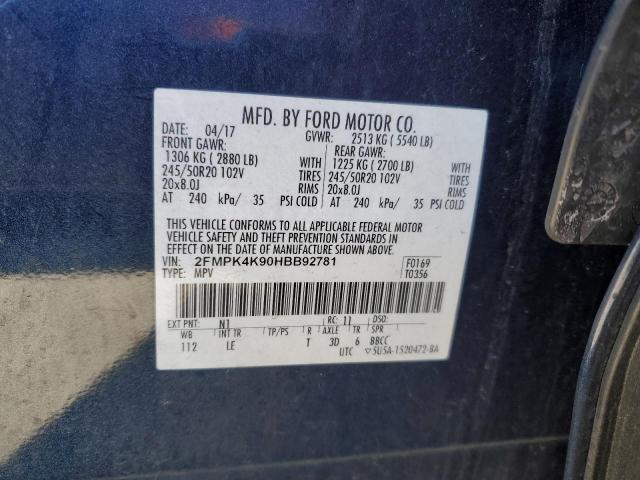 MFD. BY FORD MOTOR CO.
DATE: 04/17 GVWR: 2513 KG ( 5540 LB)
FRONT GAWR: REAR GAWR:
1306 KG ( 2880 LB) WITH 1225 KG ( 2700 LB) WITH
245/50R20 102V TIRES 245/50R20 102V TIRES
20x8.0J RIMS 20x8.0J RIMS
AT 240 kPa/ 35 PSI COLD AT 240 kPa/ 35 PSI COLD
THIS VEHICLE CONFORMS TO ALL APPLICABLE FEDERAL MOTOR
VEHICLE SAFETY AND THEFT PREVENTION STANDARDS IN
EFFECT ON THE DATE OF MANUFACTURE SHOWN ABOVE.
VIN: 2FMPK4K90HBB92781 F0169
TYPE: MPV T0356
EXT PNT: N1 RC: 11 DSO:
WB INT TR TP/PS R AXLE TR SPR
112 LE T 3D 6 BBCC
UTC ▽5U5A-1520472-BA